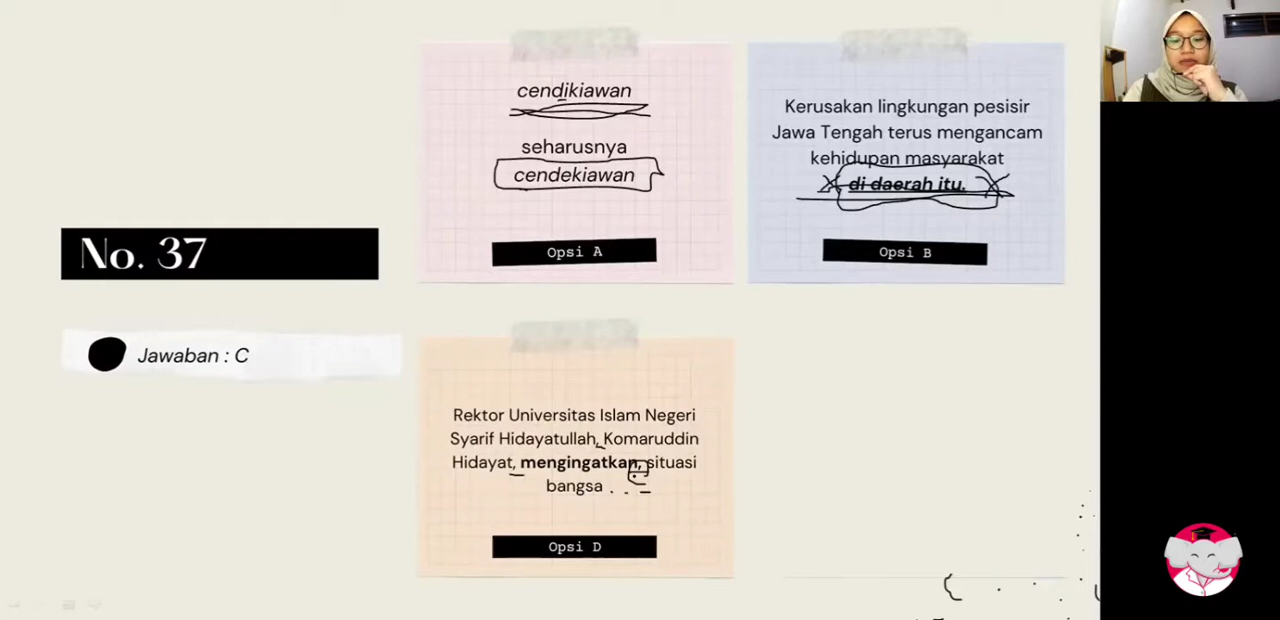 No. 37
Jawaban : C
cendikiawan
seharusnya
cendekiawan
Opsi A
Kerusakan lingkungan pesisir
Jawa Tengah terus mengancam
kehidupan masyarakat
di daerah itu.
Opsi B
Rektor Universitas Islam Negeri
Syarif Hidayatullah, Komaruddin
Hidayat, mengingatkan, situasi
bangsa . . .
Opsi D